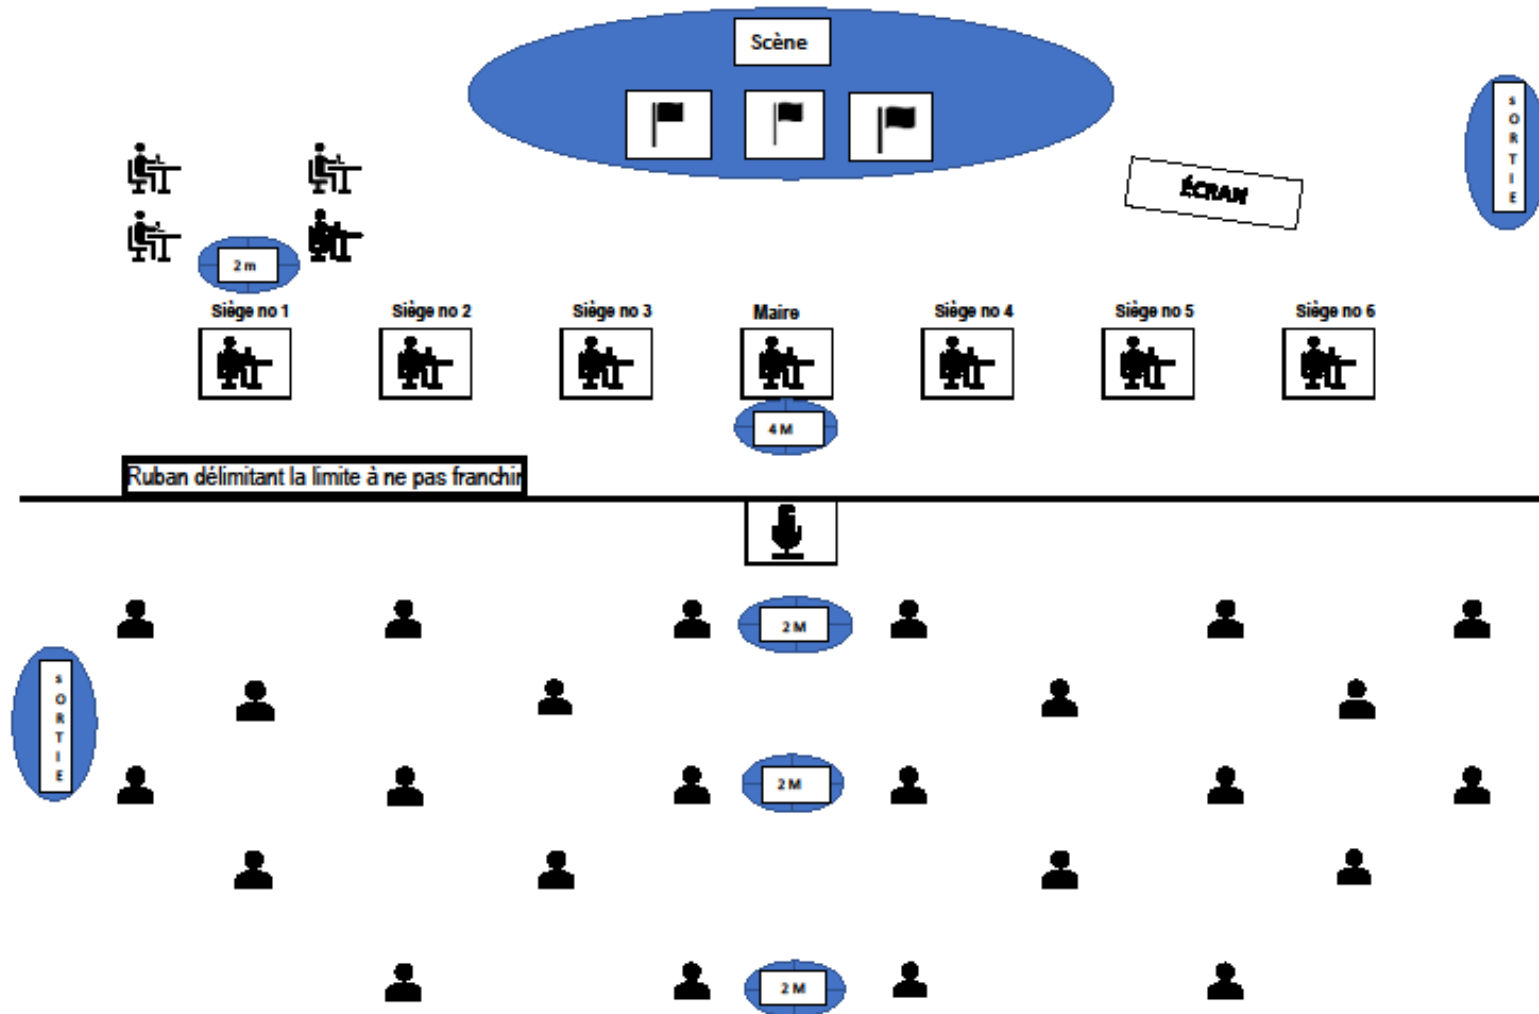 Scène
sORTIE
ÉCRAN
2 m
Siège no 1
Siège no 2
Siège no 3
Maire
Siège no 4
Siège no 5
Siège no 6
4 M
Ruban délimitant la limite à ne pas franchir
2 M
sORTIE
2 M
2 M